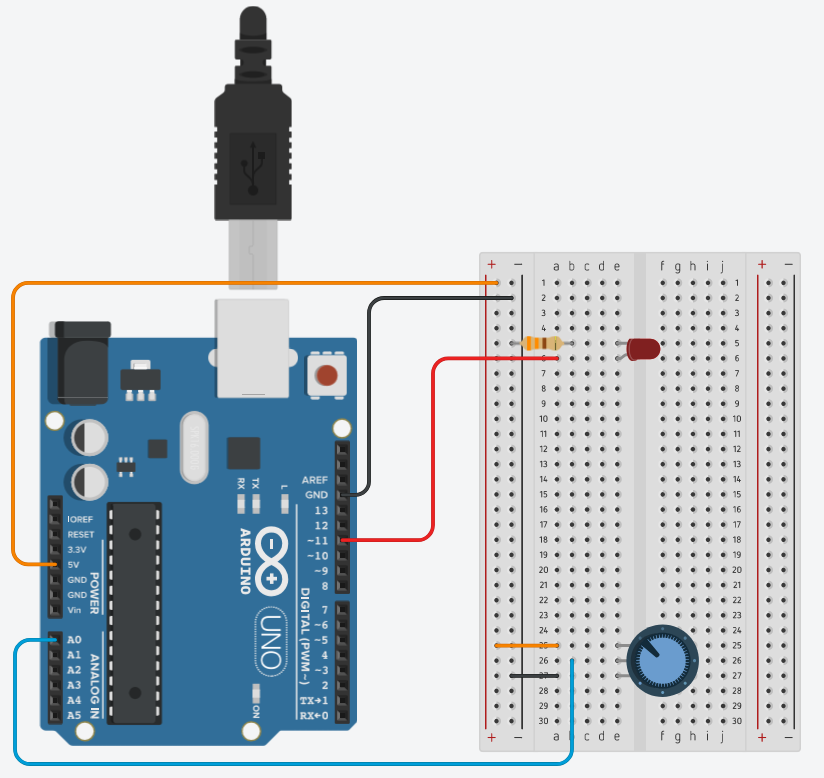 AREF
GND
13
12
~11
~10
~9
8
7
~6
~5
4
~3
2
TX→1
RX←0
DIGITAL (PWM~)
IOREF
RESET
3.3V
5V
GND
GND
Vin
POWER
A0
A1
A2
A3
A4
A5
ANALOG IN
RX
TX
L
ARDUINO
UNO
ON
+ − a b c d e f g h i j + −
1 1
2 2
3 3
4 4
5 5
6 6
7 7
8 8
9 9
10 10
11 11
12 12
13 13
14 14
15 15
16 16
17 17
18 18
19 19
20 20
21 21
22 22
23 23
24 24
25 25
26 26
27 27
28 28
29 29
30 30
+ − a b c d e f g h i j + −